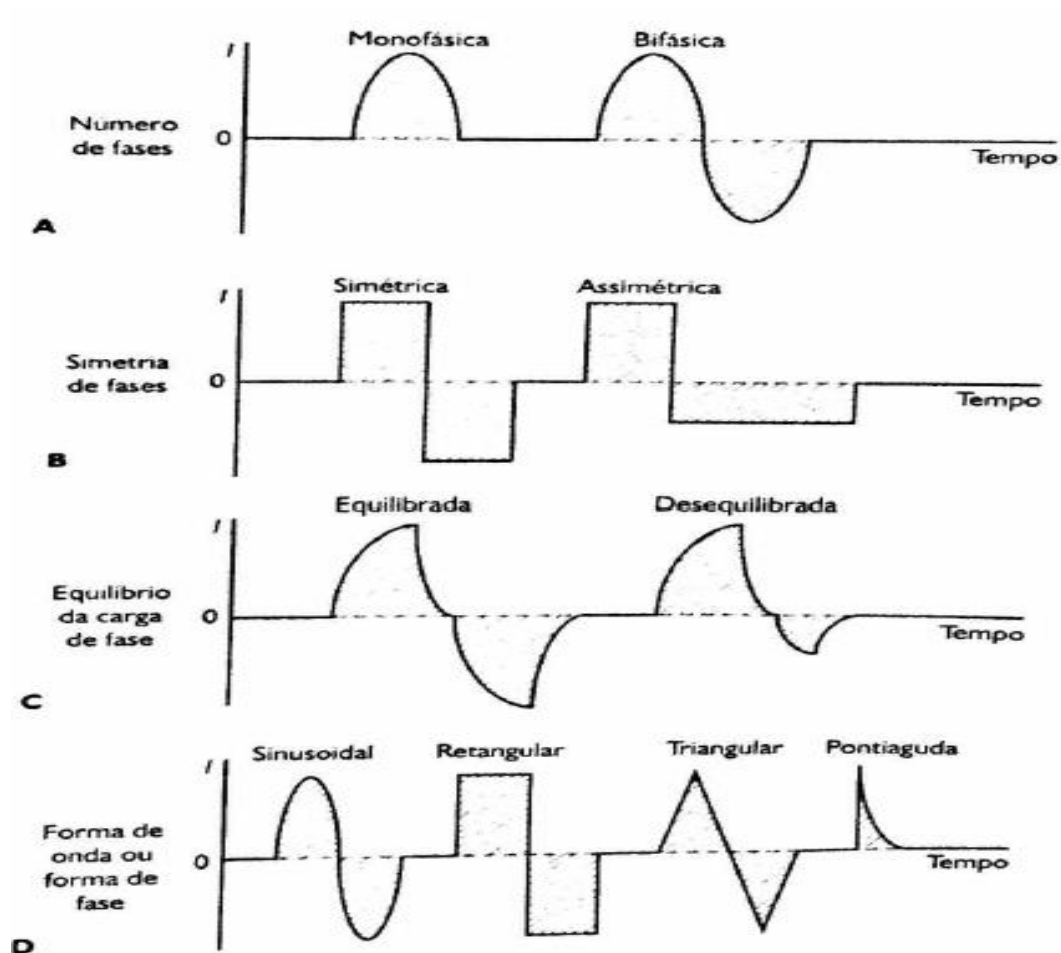 Monofásica
Bifásica
I
Número
de fases
0
Tempo
A
Simétrica
Assimétrica
I
Simetria
de fases
0
Tempo
B
Equilibrada
Desequilibrada
I
Equilíbrio
da carga
de fase
0
Tempo
C
Sinusoidal
Retangular
Triangular
Pontiaguda
I
Forma de
onda ou
forma de
fase
0
Tempo
D